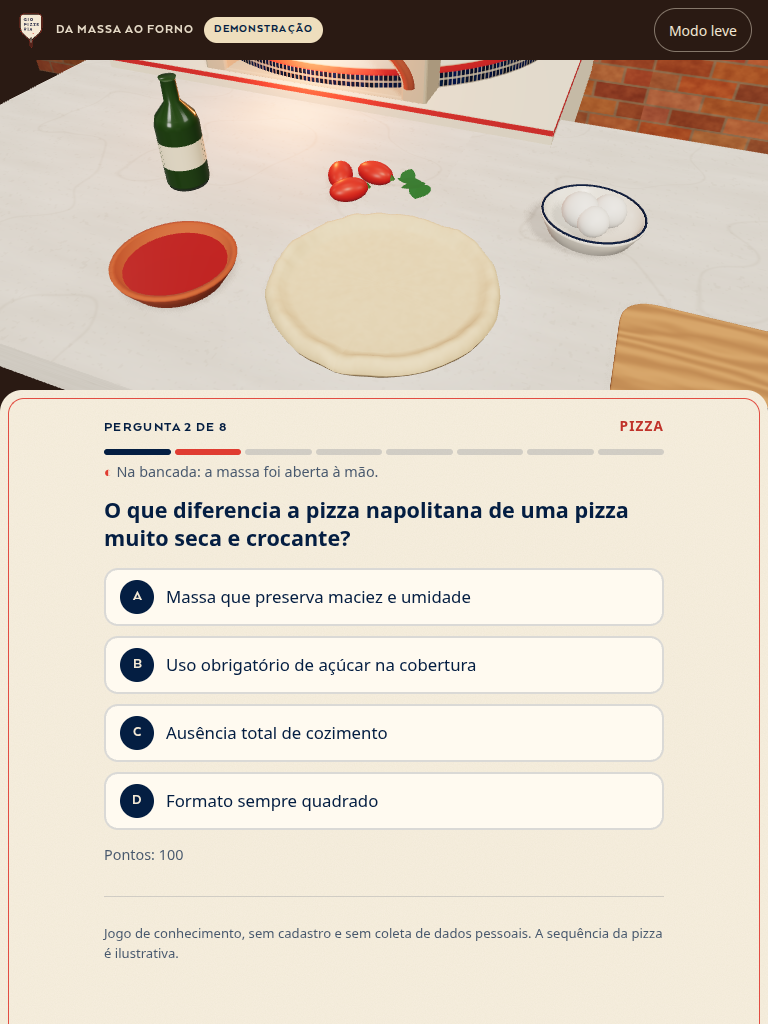 GIO
PIZZE
RIA
DA MASSA AO FORNO
DEMONSTRAÇÃO
Modo leve
PERGUNTA 2 DE 8
PIZZA
Na bancada: a massa foi aberta à mão.
O que diferencia a pizza napolitana de uma pizza
muito seca e crocante?
A Massa que preserva maciez e umidade
B Uso obrigatório de açúcar na cobertura
C Ausência total de cozimento
D Formato sempre quadrado
Pontos: 100
Jogo de conhecimento, sem cadastro e sem coleta de dados pessoais. A sequência da pizza
é ilustrativa.